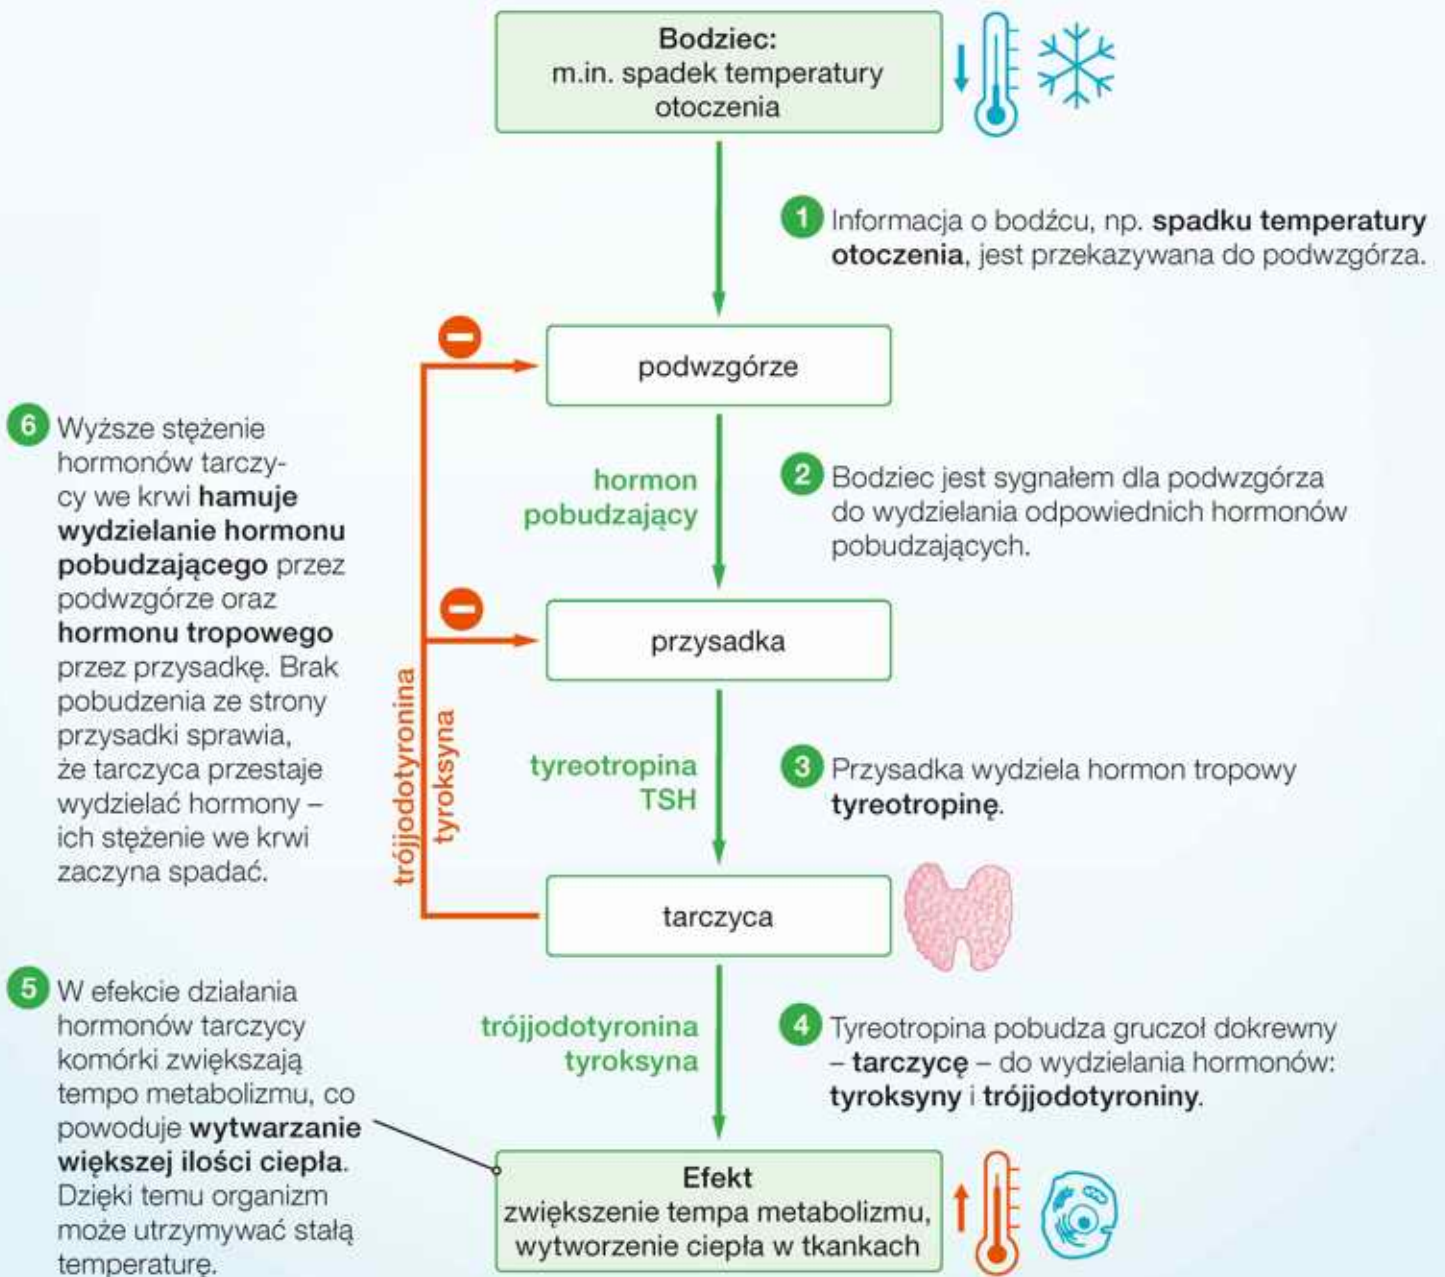 Bodziec:
m.in. spadek temperatury
otoczenia
1 Informacja o bodźcu, np. spadku temperatury
otoczenia, jest przekazywana do podwzgórza.
podwzgórze
hormon
pobudzający
2 Bodziec jest sygnałem dla podwzgórza
do wydzielania odpowiednich hormonów
pobudzających.
przysadka
tyreotropina
TSH
3 Przysadka wydziela hormon tropowy
tyreotropinę.
tarczyca
trójjodotyronina
tyroksyna
4 Tyreotropina pobudza gruczoł dokrewny
– tarczycę – do wydzielania hormonów:
tyroksyny i trójjodotyroniny.
Efekt
zwiększenie tempa metabolizmu,
wytworzenie ciepła w tkankach
5 W efekcie działania
hormonów tarczycy
komórki zwiększają
tempo metabolizmu, co
powoduje wytwarzanie
większej ilości ciepła.
Dzięki temu organizm
może utrzymywać stałą
temperaturę.
6 Wyższe stężenie
hormonów tarczy-
cy we krwi hamuje
wydzielanie hormonu
pobudzającego przez
podwzgórze oraz
hormonu tropowego
przez przysadkę. Brak
pobudzenia ze strony
przysadki sprawia,
że tarczyca przestaje
wydzielać hormony –
ich stężenie we krwi
zaczyna spadać.
trójjodotyronina
tyroksyna